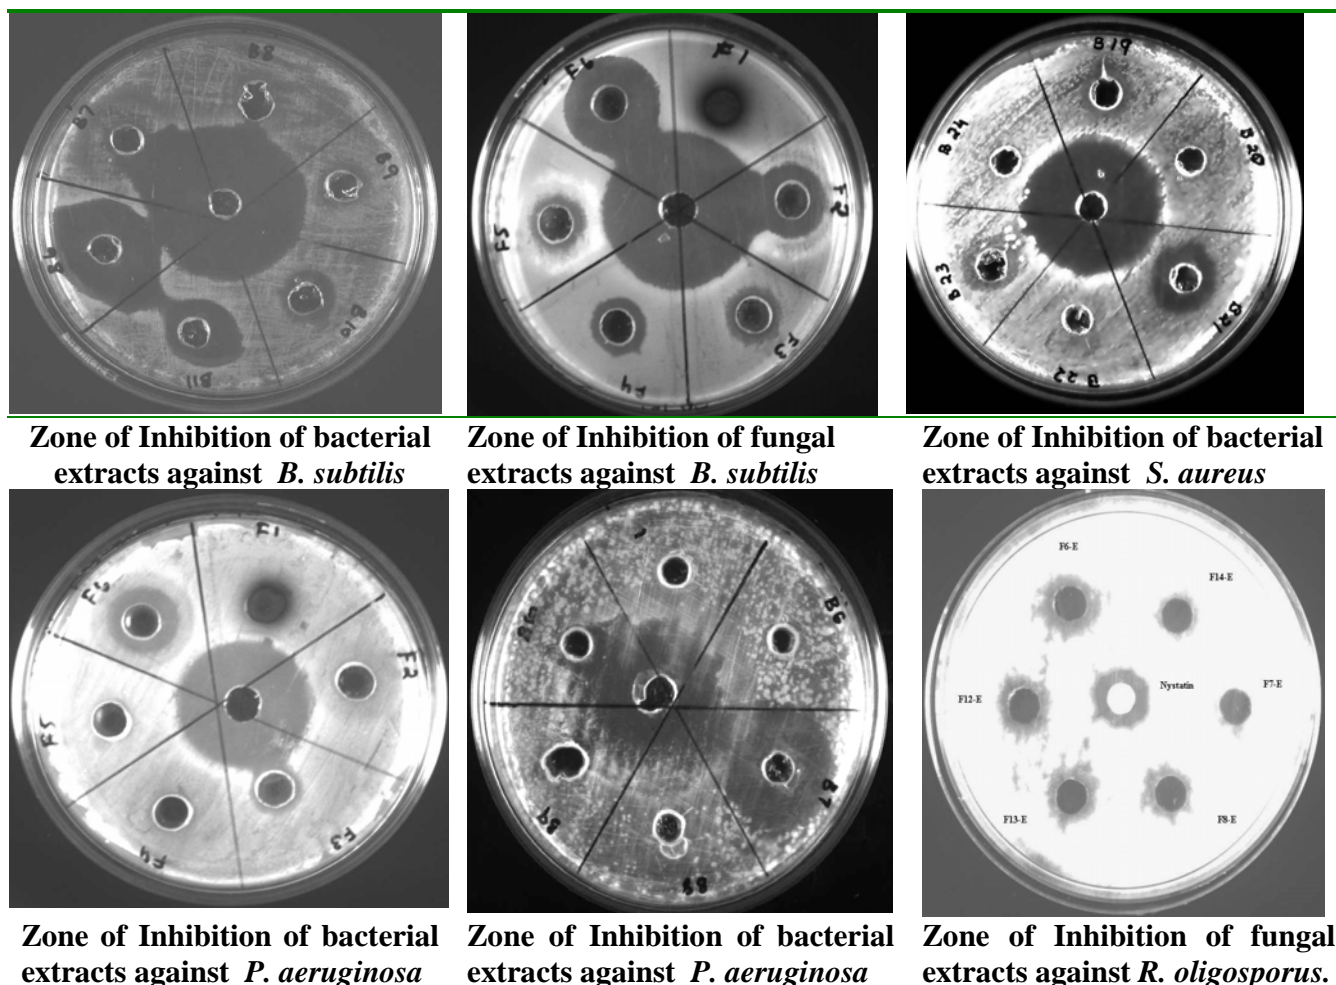 B8
B7
B9
B10
B11
F6
F1
F2
F5
F3
F4
B19
B24
B20
B23
B21
B22
Zone of Inhibition of bacterial
extracts against B. subtilis
Zone of Inhibition of fungal
extracts against B. subtilis
Zone of Inhibition of bacterial
extracts against S. aureus
F1
F6
F2
F5
F3
F4
B6
B7
B9
B8
F6-E
F14-E
F12-E
Nystatin
F7-E
F13-E
F8-E
Zone of Inhibition of bacterial
extracts against P. aeruginosa
Zone of Inhibition of bacterial
extracts against P. aeruginosa
Zone of Inhibition of fungal
extracts against R. oligosporus.